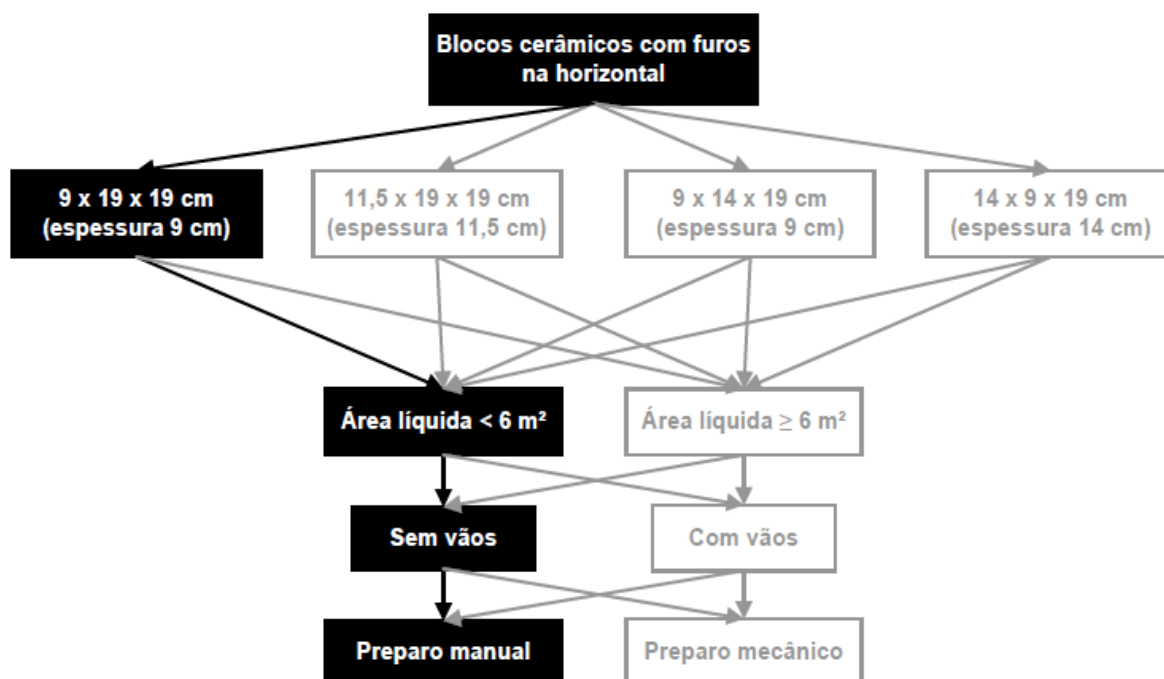 Blocos cerâmicos com furos
na horizontal
9 x 19 x 19 cm
(espessura 9 cm)
11,5 x 19 x 19 cm
(espessura 11,5 cm)
9 x 14 x 19 cm
(espessura 9 cm)
14 x 9 x 19 cm
(espessura 14 cm)
Área líquida < 6 m²
Área líquida ≥ 6 m²
Sem vãos
Com vãos
Preparo manual
Preparo mecânico